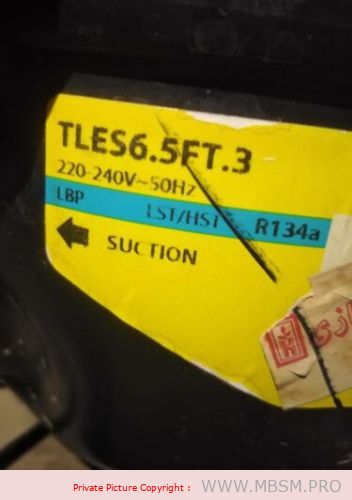 TLES6.5FT.3
220-240V~50Hz
LBP LST/HST R134a
SUCTION
Private Picture Copyright : WWW.MBSM.PRO